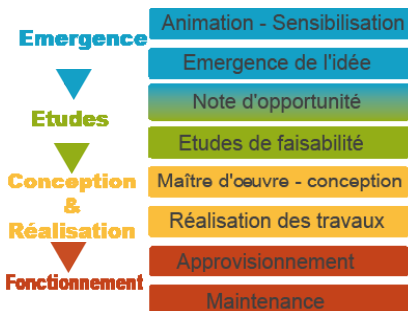 Emergence
Animation - Sensibilisation
Emergence de l'idée
Note d'opportunité
Etudes
Etudes de faisabilité
Conception
&
Réalisation
Maître d'œuvre - conception
Réalisation des travaux
Fonctionnement
Approvisionnement
Maintenance